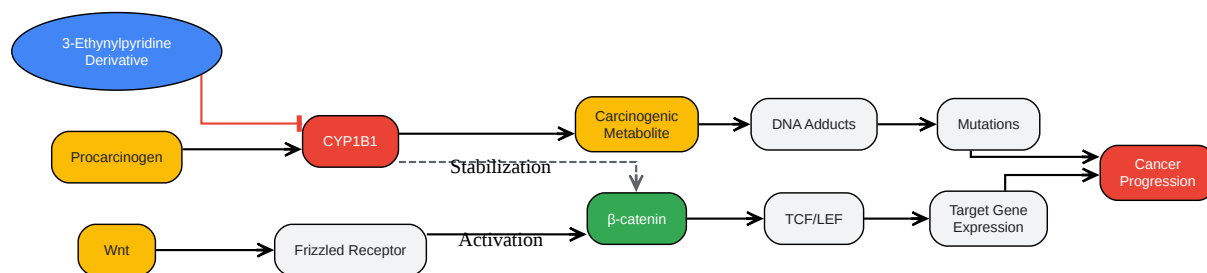 3-Ethynylpyridine
Derivative
Procarcinogen
CYP1B1
Carcinogenic
Metabolite
DNA Adducts
Mutations
Cancer
Progression
Stabilization
Wnt
Frizzled Receptor
Activation
β-catenin
TCF/LEF
Target Gene
Expression